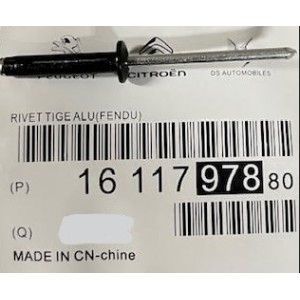 PEUGEOT CITROËN DS AUTOMOBILES
RIVET TIGE ALU(FENDU)
(P) 16 117 978 80
(Q)
MADE IN CN-chine